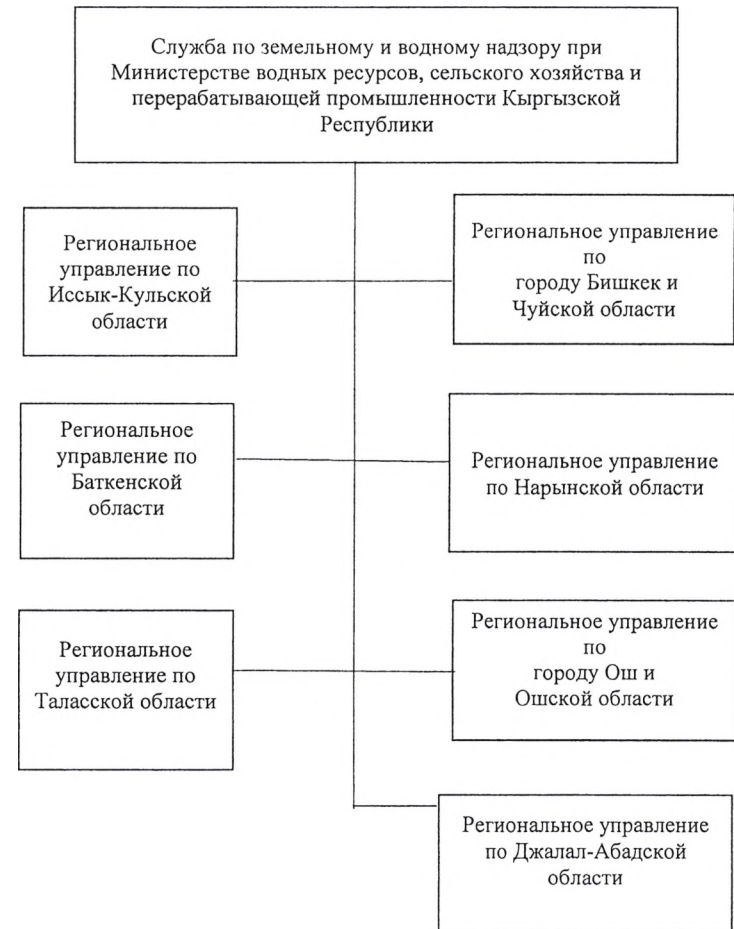 Служба по земельному и водному надзору при
Министерстве водных ресурсов, сельского хозяйства и
перерабатывающей промышленности Кыргызской
Республики
Региональное
управление по
Иссык-Кульской
области
Региональное управление
по
городу Бишкек и
Чуйской области
Региональное
управление по
Баткенской
области
Региональное управление
по Нарынской области
Региональное
управление по
Таласской области
Региональное управление
по
городу Ош и
Ошской области
Региональное управление
по Джалал-Абадской
области